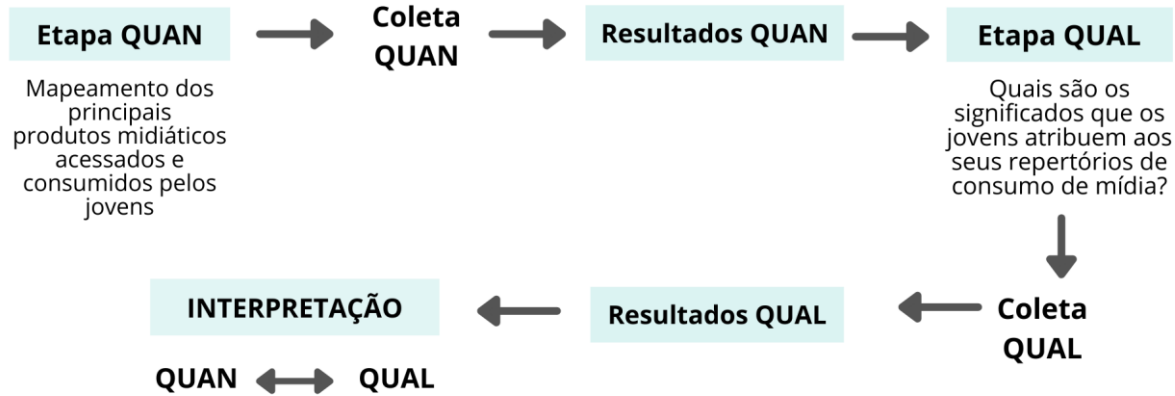 Etapa QUAN
Mapeamento dos
principais
produtos midiáticos
acessados e
consumidos pelos
jovens
Coleta
QUAN
Resultados QUAN
Etapa QUAL
Quais são os
significados que os
jovens atribuem aos
seus repertórios de
consumo de mídia?
Coleta
QUAL
Resultados QUAL
INTERPRETAÇÃO
QUAN QUAL